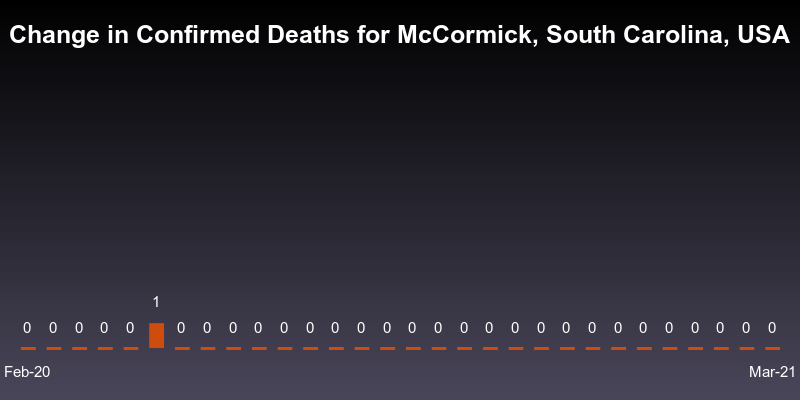 Change in Confirmed Deaths for McCormick, South Carolina, USA
1
0 0 0 0 0 0 0 0 0 0 0 0 0 0 0 0 0 0 0 0 0 0 0 0 0 0 0 0 0
Feb-20 Mar-21